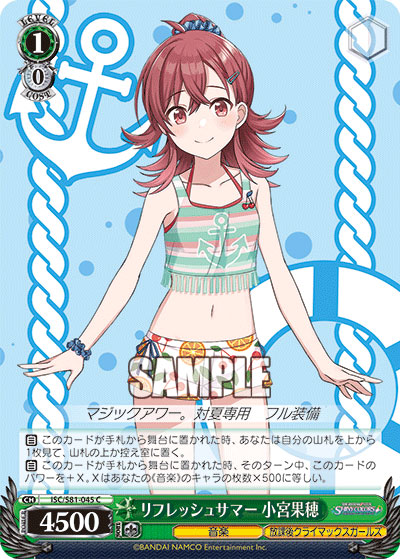 LEVEL
1
0
COST
SAMPLE
マジックアワー。対夏専用　フル装備
自 このカードが手札から舞台に置かれた時、あなたは自分の山札を上から
1枚見て、山札の上か控え室に置く。
自 このカードが手札から舞台に置かれた時、そのターン中、このカードの
パワーを＋X。Xはあなたの《音楽》のキャラの枚数×500に等しい。
CH
ISC/S81-045 C
POWER
4500
リフレッシュサマー 小宮果穂
SHINYCOLORS
音楽
放課後クライマックスガールズ
©BANDAI NAMCO Entertainment Inc.